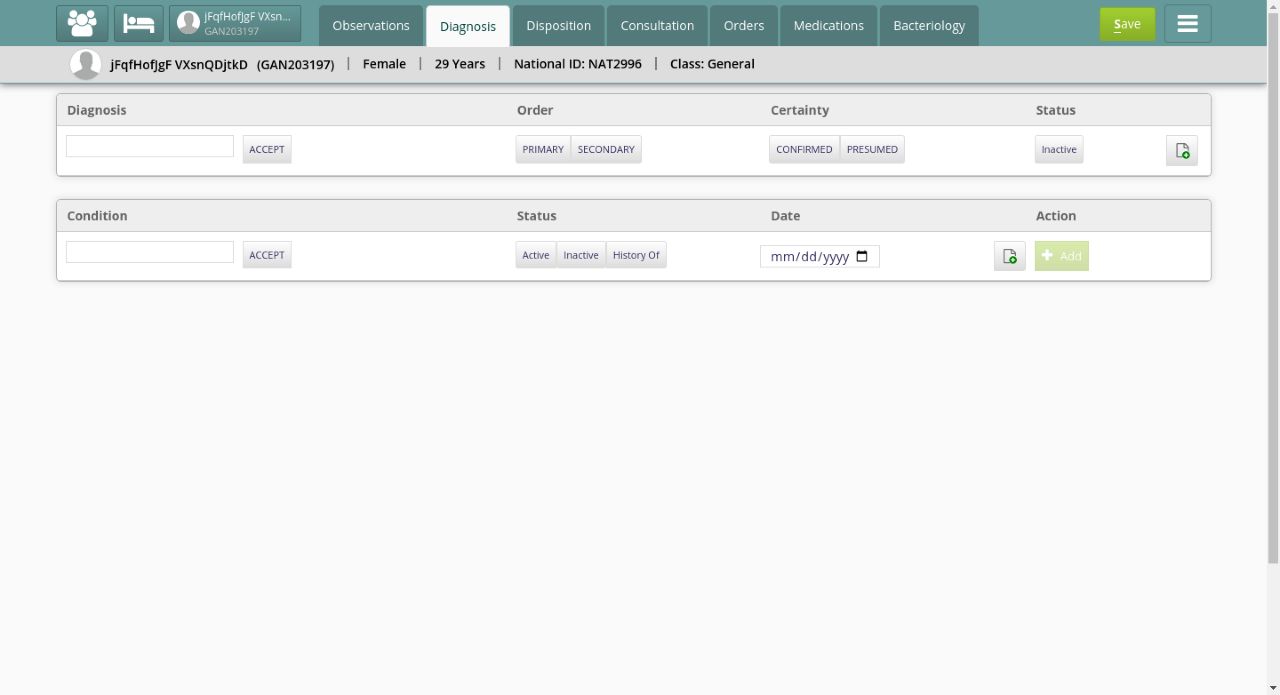 jFqfHofJgF VXsn...
GAN203197
Observations
Diagnosis
Disposition
Consultation
Orders
Medications
Bacteriology
Save
jFqfHofJgF VXsnQDjtkD (GAN203197) | Female | 29 Years | National ID: NAT2996 | Class: General
Diagnosis Order Certainty Status
ACCEPT PRIMARY SECONDARY CONFIRMED PRESUMED Inactive
Condition Status Date Action
ACCEPT Active Inactive History Of mm/dd/yyyy Add